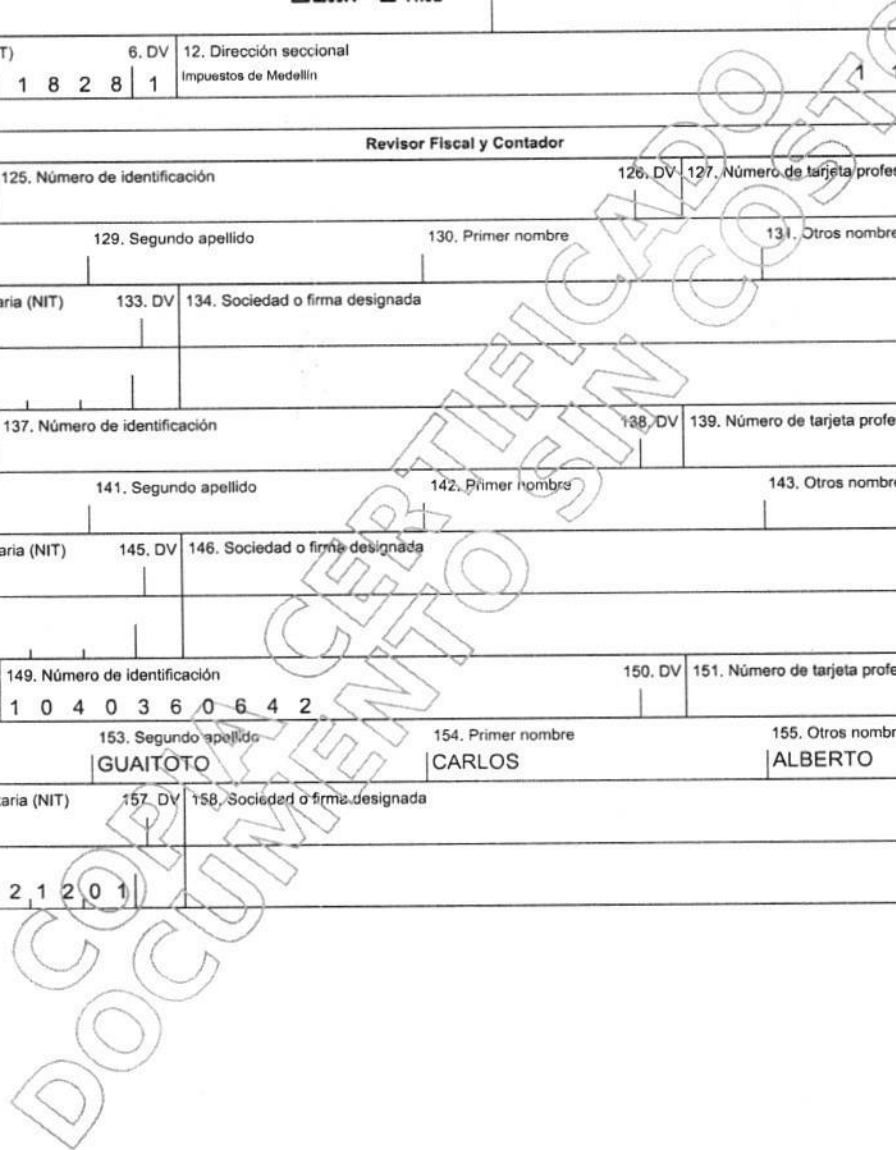 T) 6. DV 12. Dirección seccional
1 8 2 8 1 Impuestos de Medellín 1 1
Revisor Fiscal y Contador
125. Número de identificación 126. DV 127. Número de tarjeta profes
129. Segundo apellido 130. Primer nombre 131. Otros nombre
aria (NIT) 133. DV 134. Sociedad o firma designada
137. Número de identificación 138. DV 139. Número de tarjeta profe
141. Segundo apellido 142. Primer nombre 143. Otros nombre
aria (NIT) 145. DV 146. Sociedad o firma designada
149. Número de identificación 150. DV 151. Número de tarjeta profe
1 0 4 0 3 6 0 6 4 2
153. Segundo apellido 154. Primer nombre 155. Otros nombr
GUAITOTO CARLOS ALBERTO
taria (NIT) 157. DV 158. Sociedad o firma designada
2 1 2 0 1
COPIA CERTIFICADO
DOCUMENTO SIN COSTO